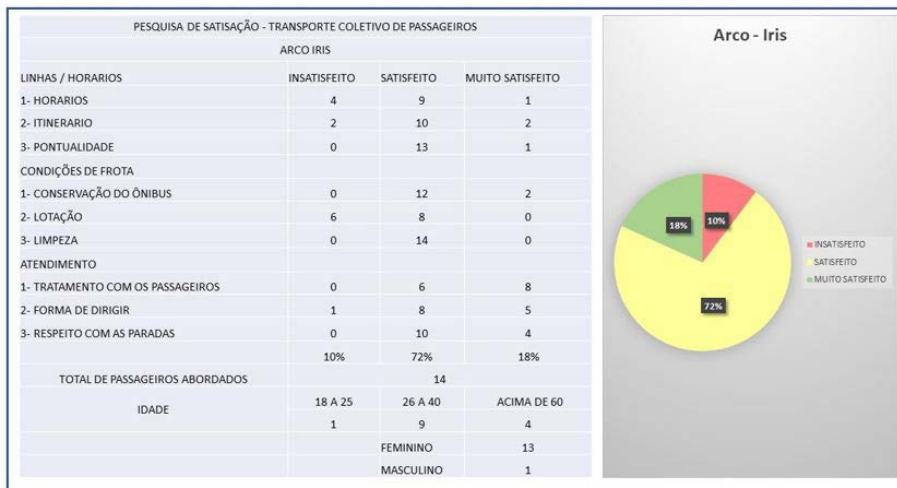 PESQUISA DE SATISAÇÃO - TRANSPORTE COLETIVO DE PASSAGEIROS
ARCO IRIS
LINHAS / HORARIOS INSATISFEITO SATISFEITO MUITO SATISFEITO
1- HORARIOS 4 9 1
2- ITINERARIO 2 10 2
3- PONTUALIDADE 0 13 1
CONDIÇÕES DE FROTA
1- CONSERVAÇÃO DO ÔNIBUS 0 12 2
2- LOTAÇÃO 6 8 0
3- LIMPEZA 0 14 0
ATENDIMENTO
1- TRATAMENTO COM OS PASSAGEIROS 0 6 8
2- FORMA DE DIRIGIR 1 8 5
3- RESPEITO COM AS PARADAS 0 10 4
10% 72% 18%
TOTAL DE PASSAGEIROS ABORDADOS 14
IDADE 18 A 25 26 A 40 ACIMA DE 60
1 9 4
FEMININO 13
MASCULINO 1
Arco - Iris
18% 10%
72%
INSATISFEITO
SATISFEITO
MUITO SATISFEITO